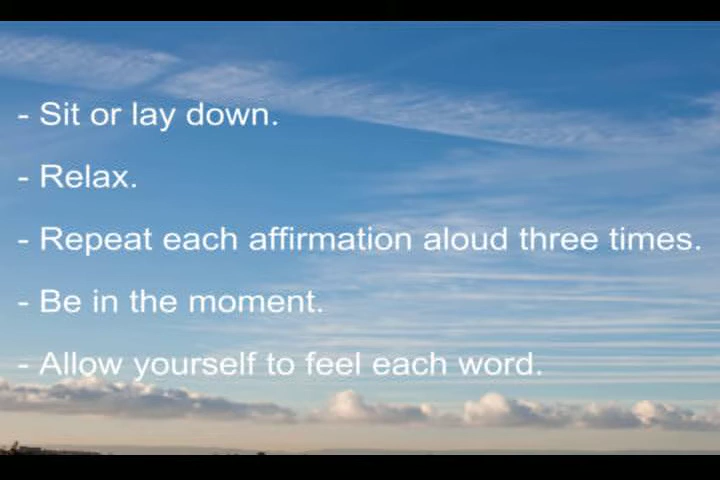 - Sit or lay down.
- Relax.
- Repeat each affirmation aloud three times.
- Be in the moment.
- Allow yourself to feel each word.